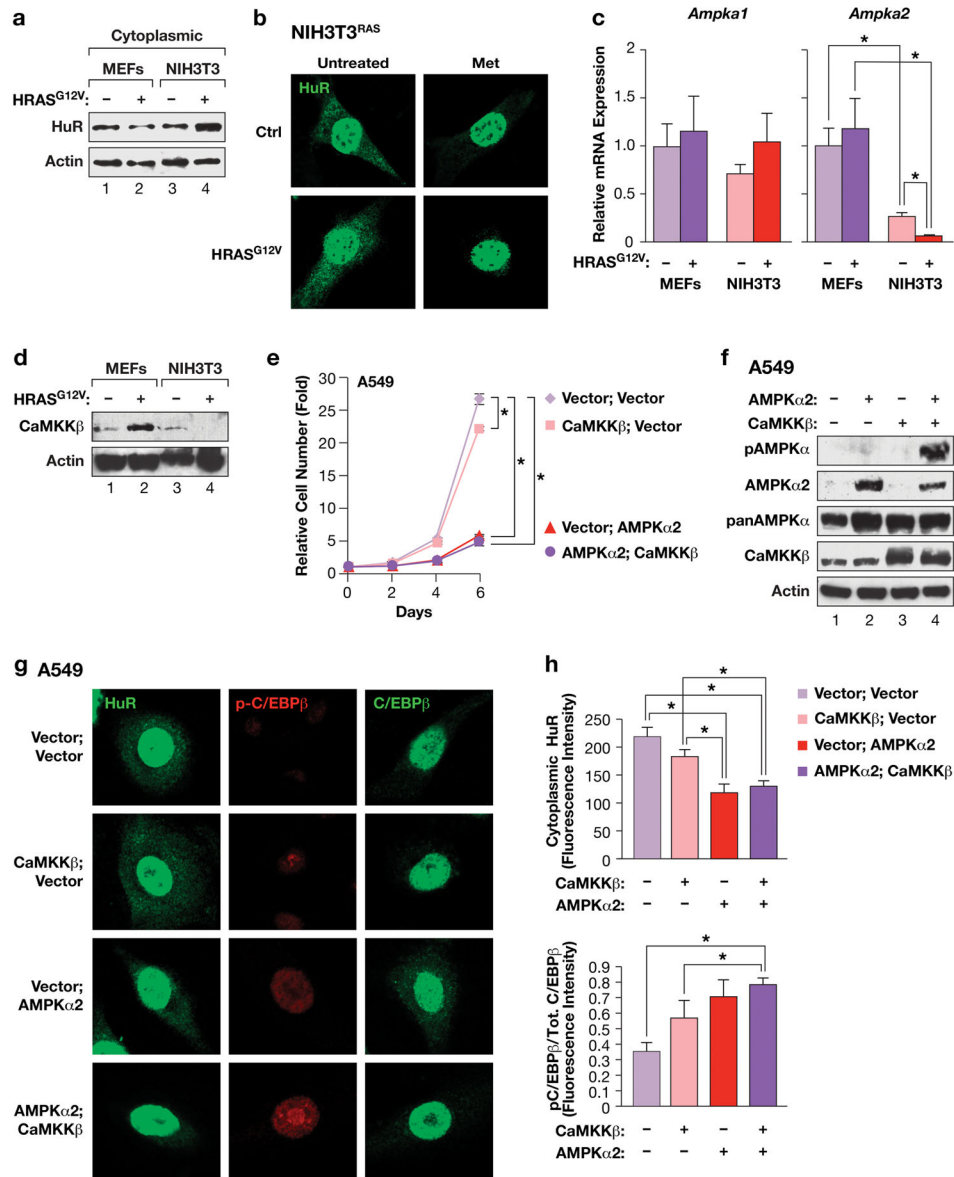 a
Cytoplasmic
MEFs NIH3T3
HRASG12V: – + – +
HuR
Actin
1 2 3 4
b
NIH3T3RAS
Untreated Met
HuR
Ctrl
HRASG12V
c
Ampka1 Ampka2
Relative mRNA Expression
2
1.5
1.0
0.5
0
* * *
HRASG12V: – + – + – + – +
MEFs NIH3T3 MEFs NIH3T3
d
MEFs NIH3T3
HRASG12V: – + – +
CaMKKβ
Actin
1 2 3 4
e
A549
Relative Cell Number (Fold)
30
25
20
15
10
5
0
0 2 4 6
Days
* * *
Vector; Vector
CaMKKβ; Vector
Vector; AMPKα2
AMPKα2; CaMKKβ
f A549
AMPKα2: – + – +
CaMKKβ: – – + +
pAMPKα
AMPKα2
panAMPKα
CaMKKβ
Actin
1 2 3 4
g A549
HuR p-C/EBPβ C/EBPβ
Vector;
Vector
CaMKKβ;
Vector
Vector;
AMPKα2
AMPKα2;
CaMKKβ
h
Cytoplasmic HuR
(Fluorescence Intensity)
250
200
150
100
50
0
* * * *
CaMKKβ: – + – +
AMPKα2: – – + +
Vector; Vector
CaMKKβ; Vector
Vector; AMPKα2
AMPKα2; CaMKKβ
pC/EBPβ/Tot. C/EBPβ
(Fluorescence Intensity)
0.9
0.8
0.7
0.6
0.5
0.4
0.3
0.2
0.1
0
* *
CaMKKβ: – + – +
AMPKα2: – – + +